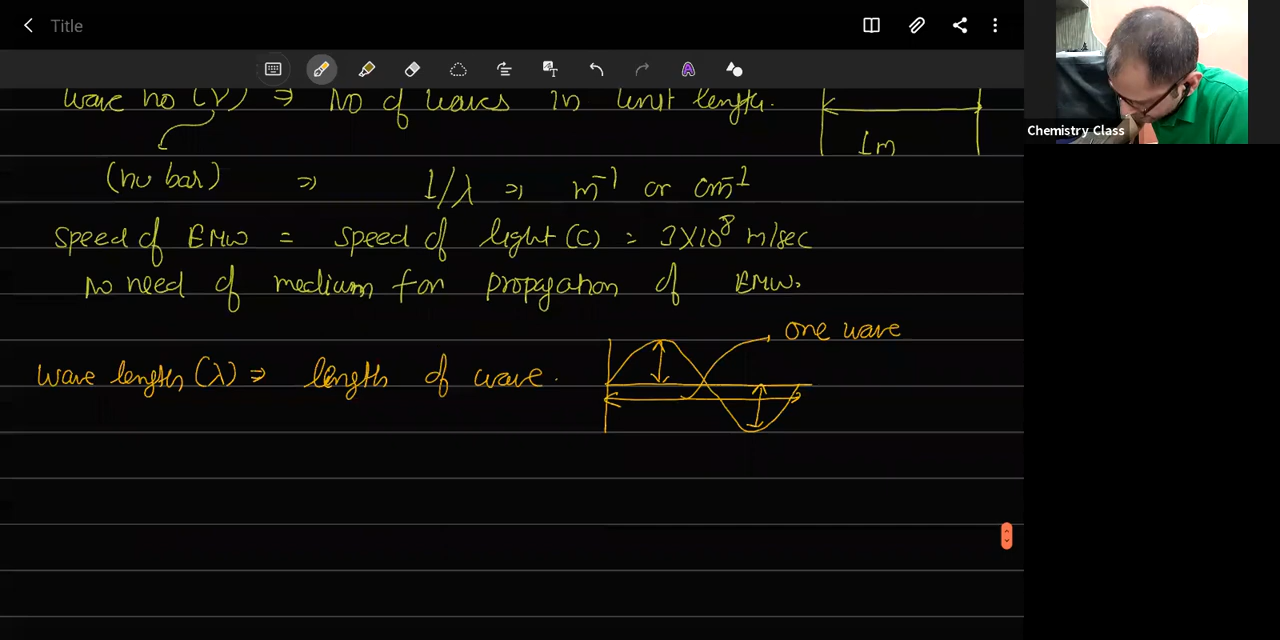 Title
Chemistry Class
wave no (ν̅) ⇒ No of waves in unit length.
1m
(nu bar) ⇒ 1/λ ⇒ m⁻¹ or cm⁻¹
Speed of EMW = speed of light (C) = 3×10⁸ m/sec
No need of medium for propagation of EMW.
one wave
wave length (λ) ⇒ length of wave.